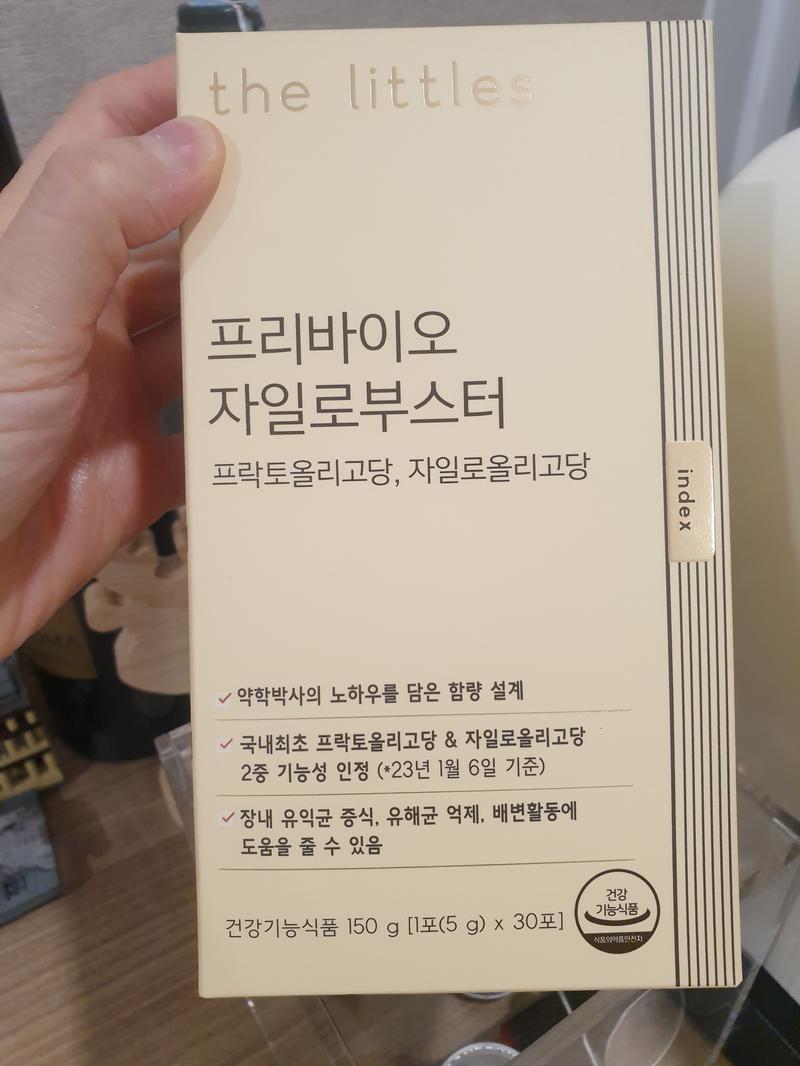 the littles
프리바이오
자일로부스터
프락토올리고당, 자일로올리고당
index
약학박사의 노하우를 담은 함량 설계
국내최초 프락토올리고당 & 자일로올리고당
2중 기능성 인정 (*23년 1월 6일 기준)
장내 유익균 증식, 유해균 억제, 배변활동에
도움을 줄 수 있음
건강기능식품 150 g [1포(5 g) x 30포]
건강
기능식품
식품의약품안전처